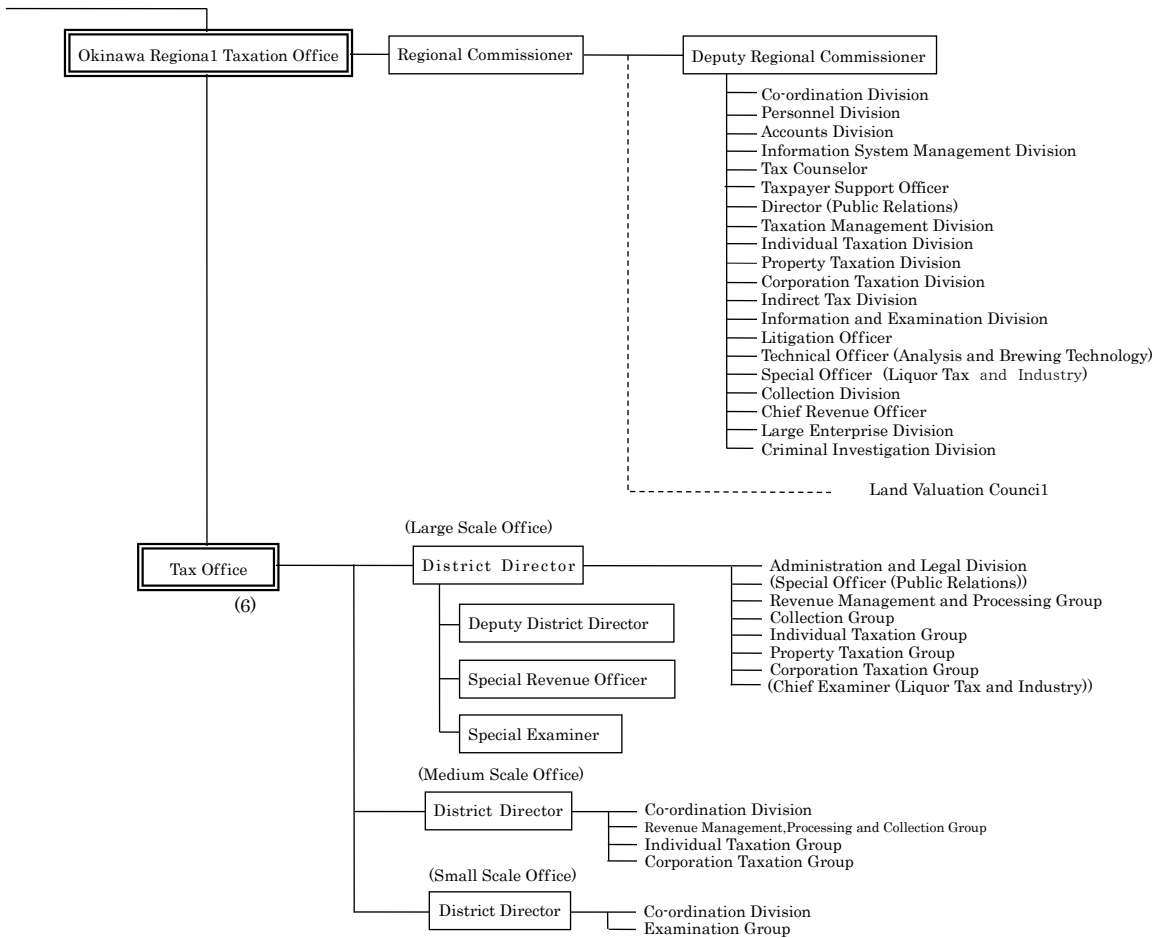 Okinawa Regiona1 Taxation Office
Regional Commissioner
Deputy Regional Commissioner
Co-ordination Division
Personnel Division
Accounts Division
Information System Management Division
Tax Counselor
Taxpayer Support Officer
Director (Public Relations)
Taxation Management Division
Individual Taxation Division
Property Taxation Division
Corporation Taxation Division
Indirect Tax Division
Information and Examination Division
Litigation Officer
Technical Officer (Analysis and Brewing Technology)
Special Officer (Liquor Tax and Industry)
Collection Division
Chief Revenue Officer
Large Enterprise Division
Criminal Investigation Division
Land Valuation Counci1
Tax Office
(6)
(Large Scale Office)
District Director
Deputy District Director
Special Revenue Officer
Special Examiner
Administration and Legal Division
(Special Officer (Public Relations))
Revenue Management and Processing Group
Collection Group
Individual Taxation Group
Property Taxation Group
Corporation Taxation Group
(Chief Examiner (Liquor Tax and Industry))
(Medium Scale Office)
District Director
Co-ordination Division
Revenue Management,Processing and Collection Group
Individual Taxation Group
Corporation Taxation Group
(Small Scale Office)
District Director
Co-ordination Division
Examination Group